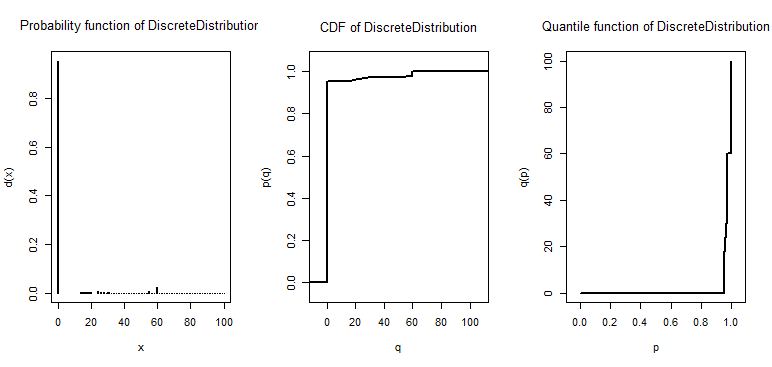 Probability function of DiscreteDistributior
CDF of DiscreteDistribution
Quantile function of DiscreteDistribution
d(x)
0.8
0.6
0.4
0.2
0.0
0 20 40 60 80 100
x
p(q)
1.0
0.8
0.6
0.4
0.2
0.0
0 20 40 60 80 100
q
q(p)
100
80
60
40
20
0
0.0 0.2 0.4 0.6 0.8 1.0
p